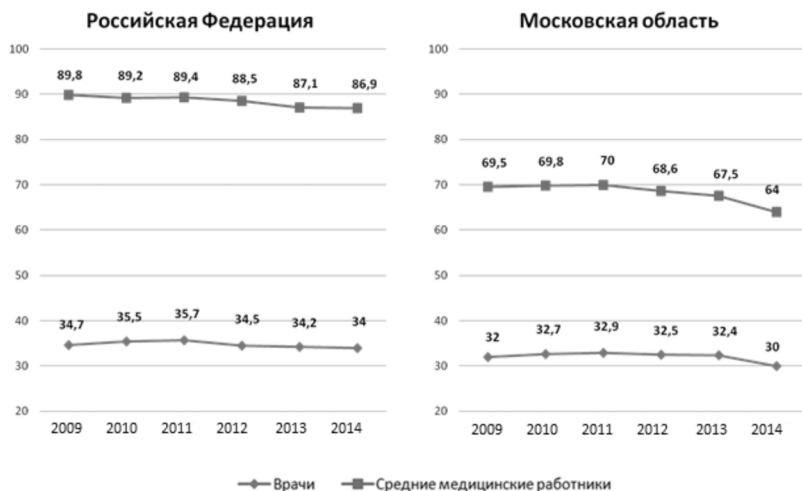 Российская Федерация
100
90
80
70
60
50
40
30
20
89,8 89,2 89,4 88,5 87,1 86,9
34,7 35,5 35,7 34,5 34,2 34
2009 2010 2011 2012 2013 2014
Московская область
100
90
80
70
60
50
40
30
20
69,5 69,8 70 68,6 67,5 64
32 32,7 32,9 32,5 32,4 30
2009 2010 2011 2012 2013 2014
Врачи Средние медицинские работники